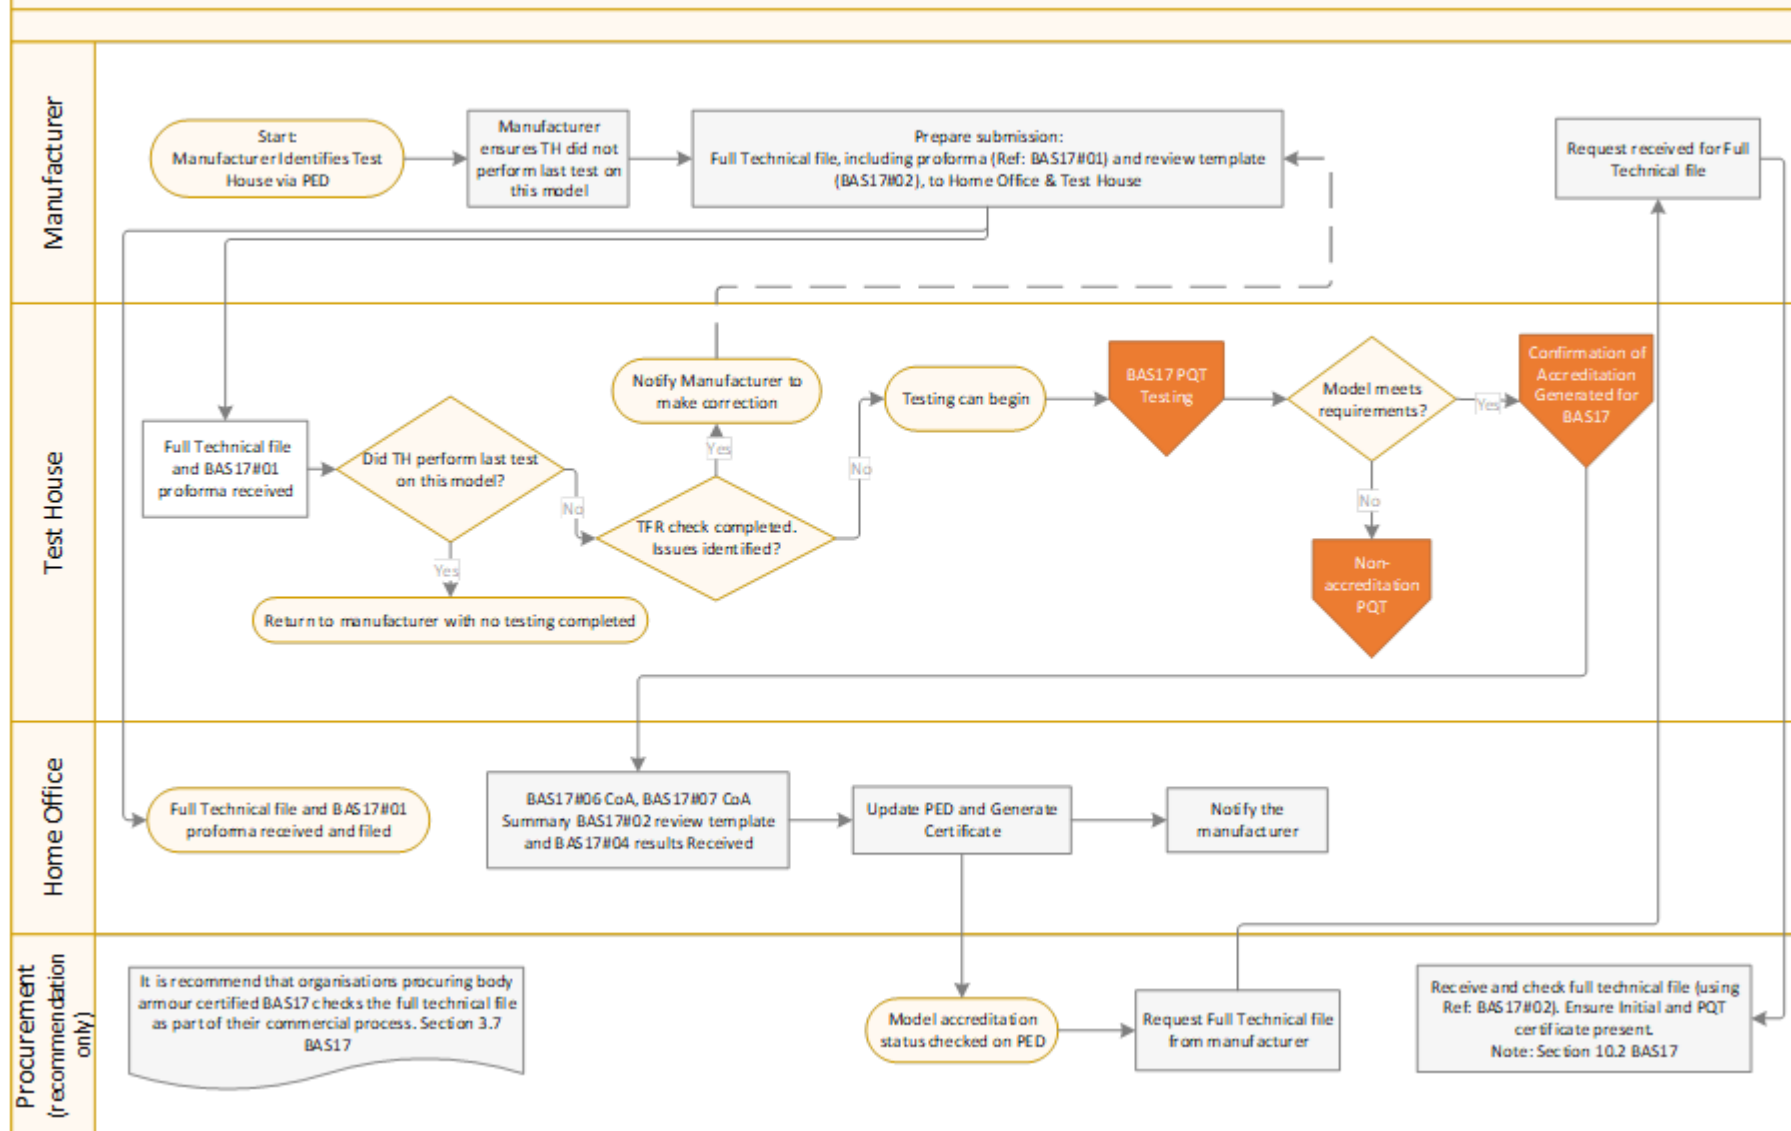 Manufacturer
Start:
Manufacturer Identifies Test
House via PED
Manufacturer
ensures TH did not
perform last test on
this model
Prepare submission:
Full Technical file, including proforma (Ref: BAS17#01) and review template
(BAS17#02), to Home Office & Test House
Request received for Full
Technical file
Test House
Full Technical file
and BAS17#01
proforma received
Did TH perform last test
on this model?
Yes
No
Return to manufacturer with no testing completed
Notify Manufacturer to
make correction
Yes
TFR check completed.
Issues identified?
No
Testing can begin
BAS17 PQT
Testing
Model meets
requirements?
Yes
No
Confirmation of
Accreditation
Generated for
BAS17
Non-
accreditation
PQT
Home Office
Full Technical file and BAS17#01
proforma received and filed
BAS17#06 CoA, BAS17#07 CoA
Summary BAS17#02 review template
and BAS17#04 results Received
Update PED and Generate
Certificate
Notify the
manufacturer
Procurement
(recommendation
only)
It is recommend that organisations procuring body
armour certified BAS17 checks the full technical file
as part of their commercial process. Section 3.7
BAS17
Model accreditation
status checked on PED
Request Full Technical file
from manufacturer
Receive and check full technical file (using
Ref: BAS17#02). Ensure Initial and PQT
certificate present.
Note: Section 10.2 BAS17